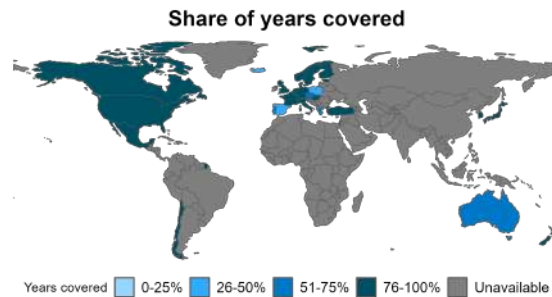 Share of years covered
Years covered 0-25% 26-50% 51-75% 76-100% Unavailable